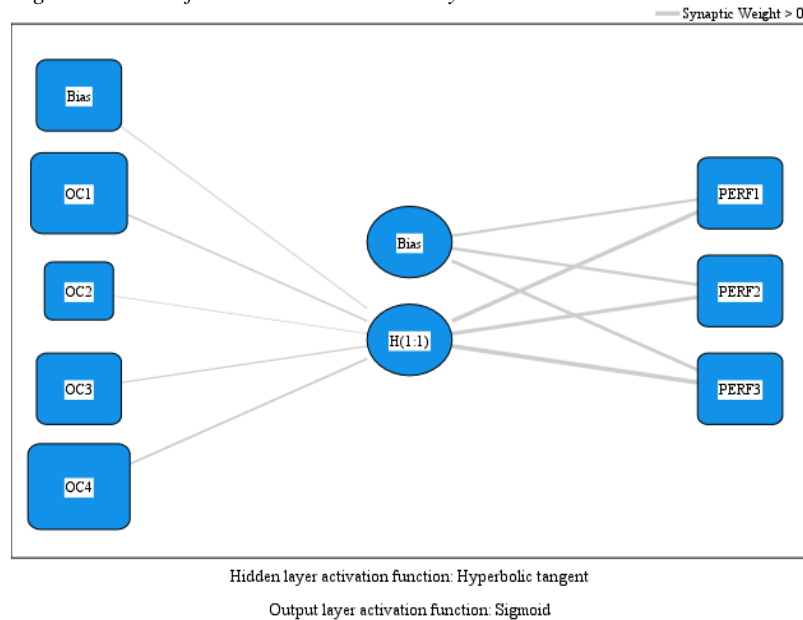 Synaptic Weight > 0
Bias
OC1
OC2
OC3
OC4
Bias
H(1:1)
PERF1
PERF2
PERF3
Hidden layer activation function: Hyperbolic tangent
Output layer activation function: Sigmoid